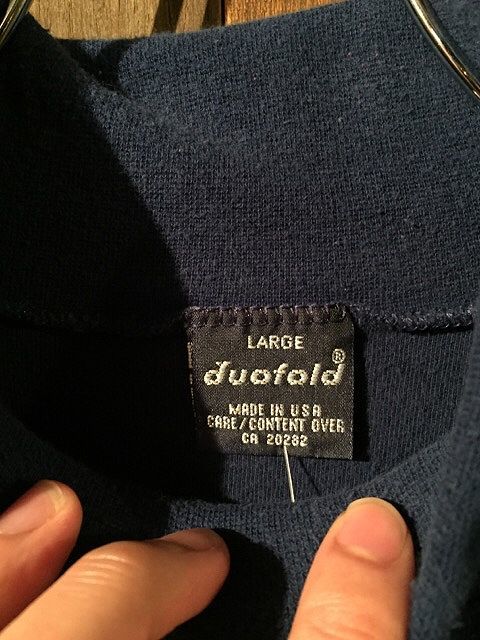 LARGE
duofold®
MADE IN USA
CARE/CONTENT OVER
CA 20282